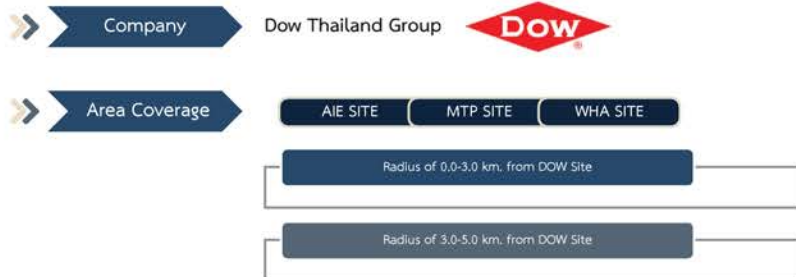 Company
Dow Thailand Group
DOW
Area Coverage
AIE SITE
MTP SITE
WHA SITE
Radius of 0.0-3.0 km. from DOW Site
Radius of 3.0-5.0 km. from DOW Site